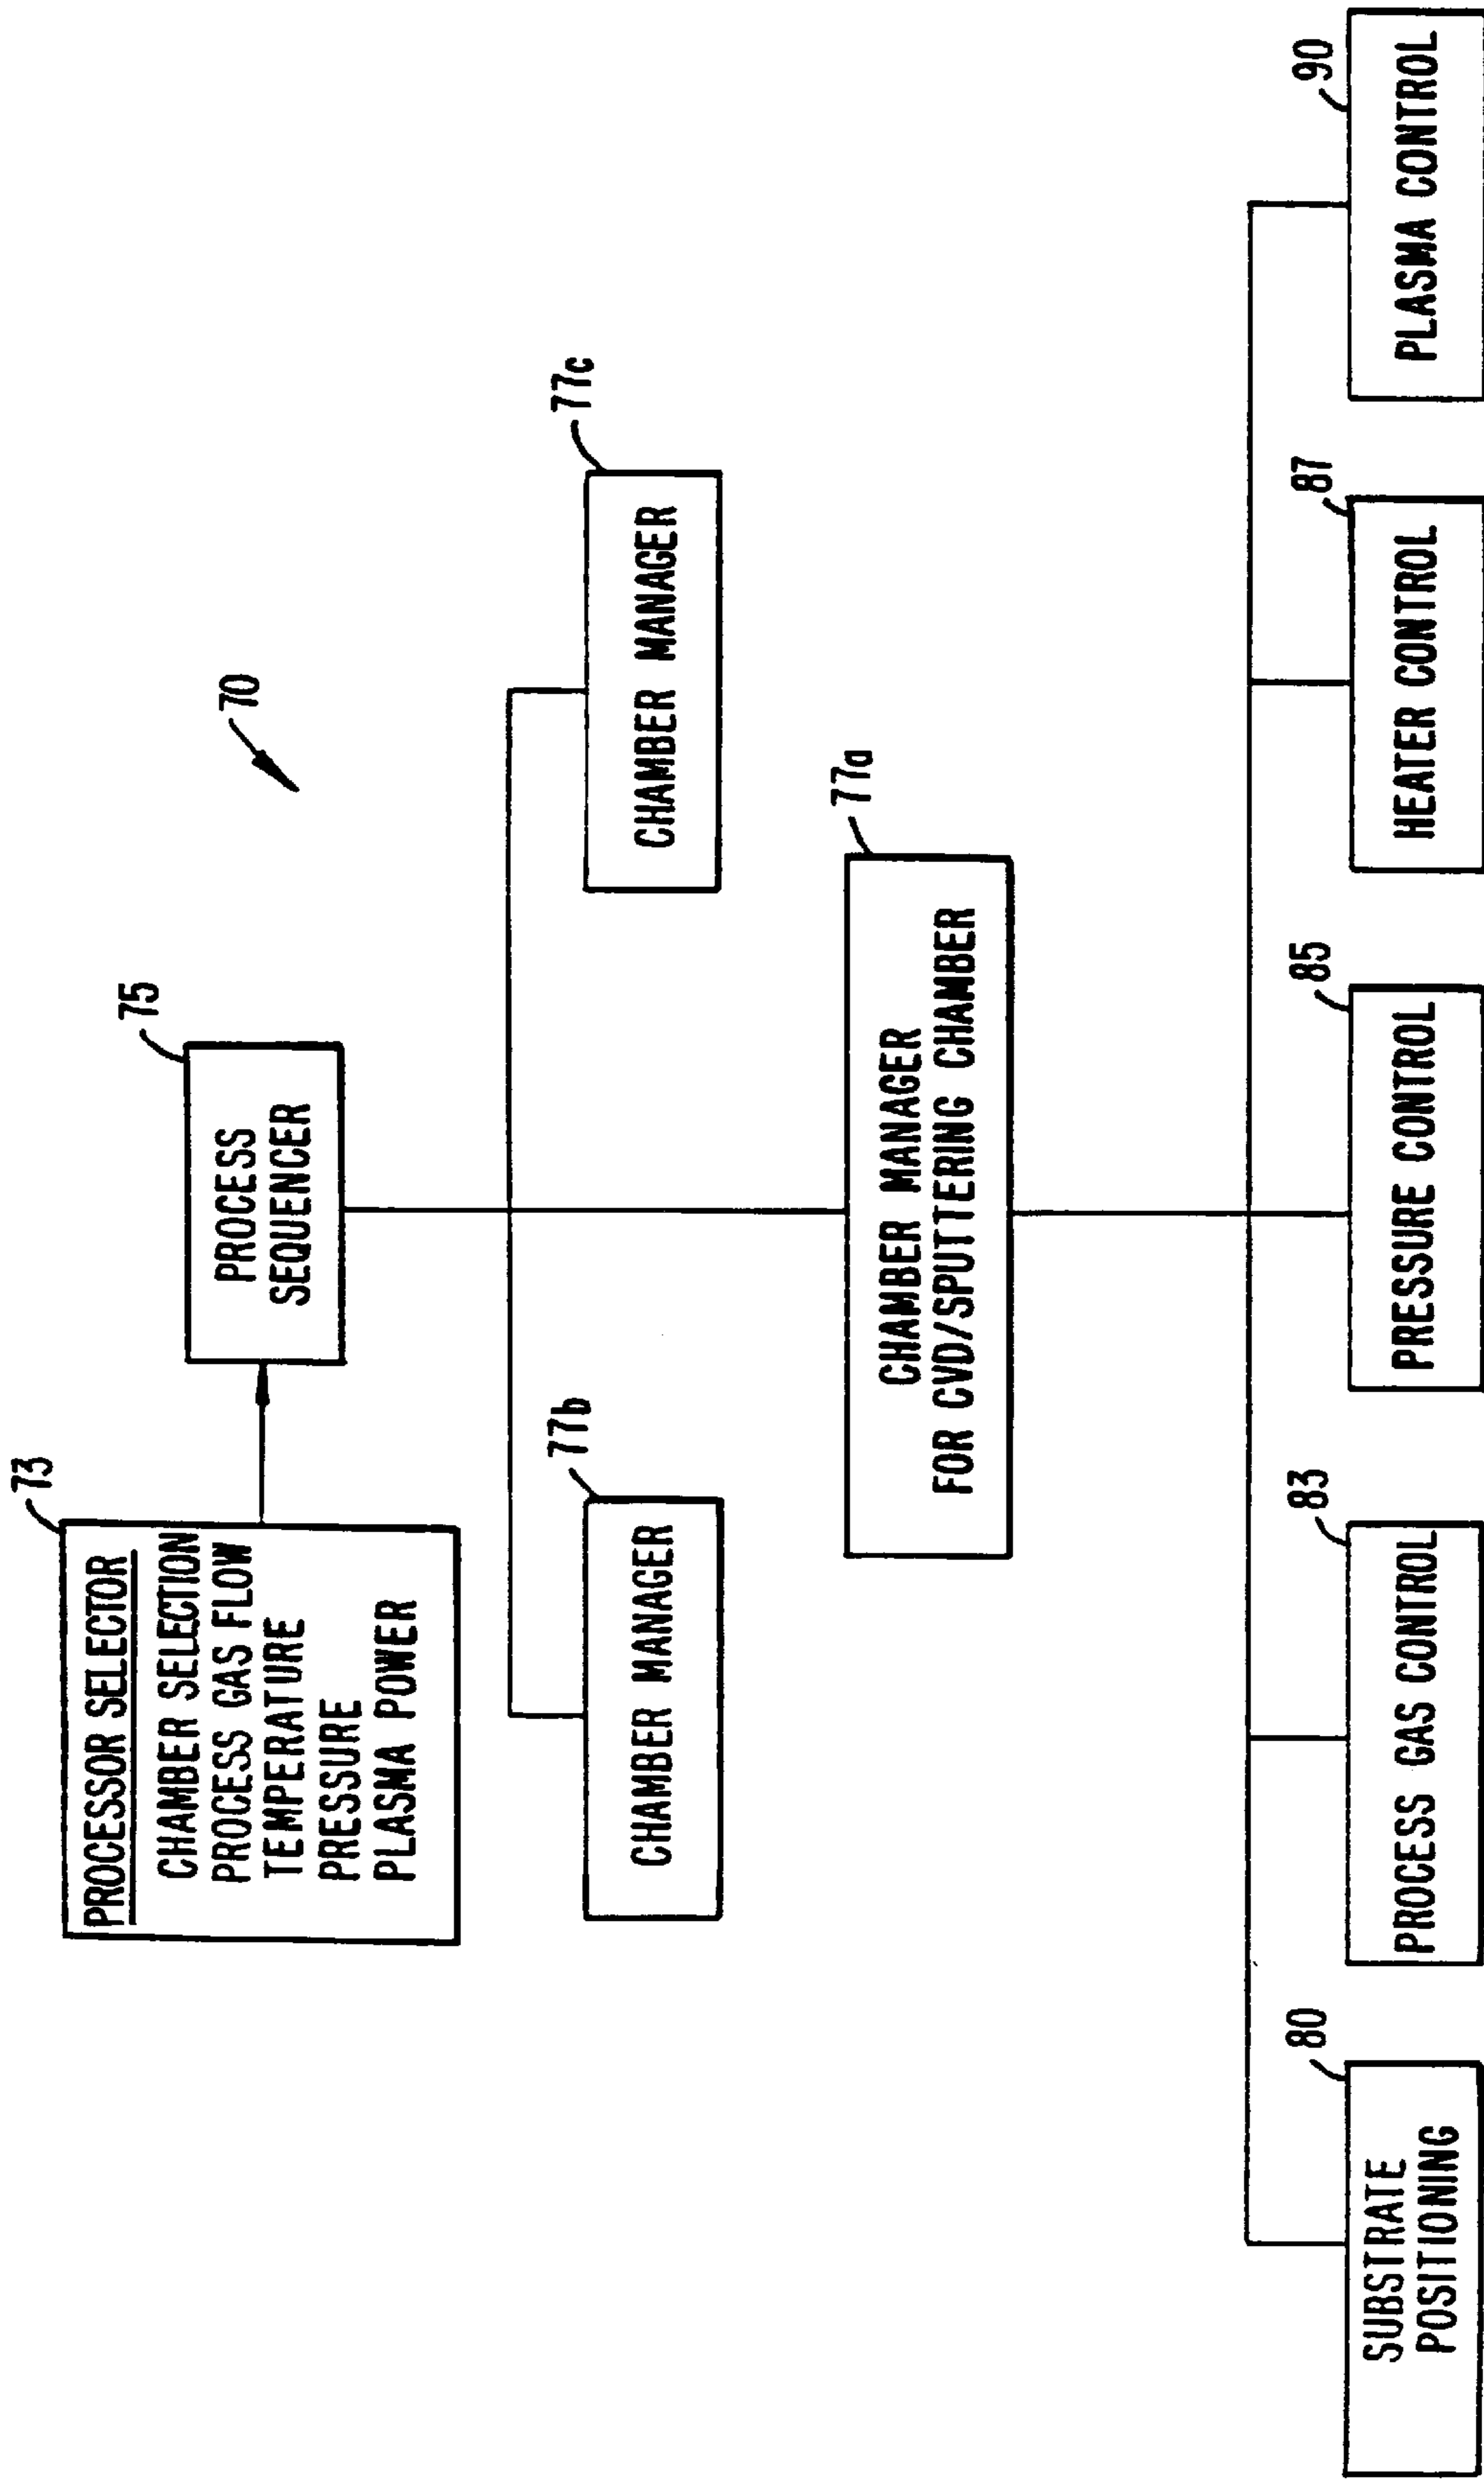 70
73
PROCESSOR SELECTOR
CHAMBER SELECTION
PROCESS GAS FLOW
TEMPERATURE
PRESSURE
PLASMA POWER
75
PROCESS
SEQUENCER
77b
CHAMBER MANAGER
77c
CHAMBER MANAGER
77a
CHAMBER MANAGER
FOR CVD/SPUTTERING CHAMBER
80
SUBSTRATE
POSITIONING
83
PROCESS GAS CONTROL
85
PRESSURE CONTROL
87
HEATER CONTROL
90
PLASMA CONTROL